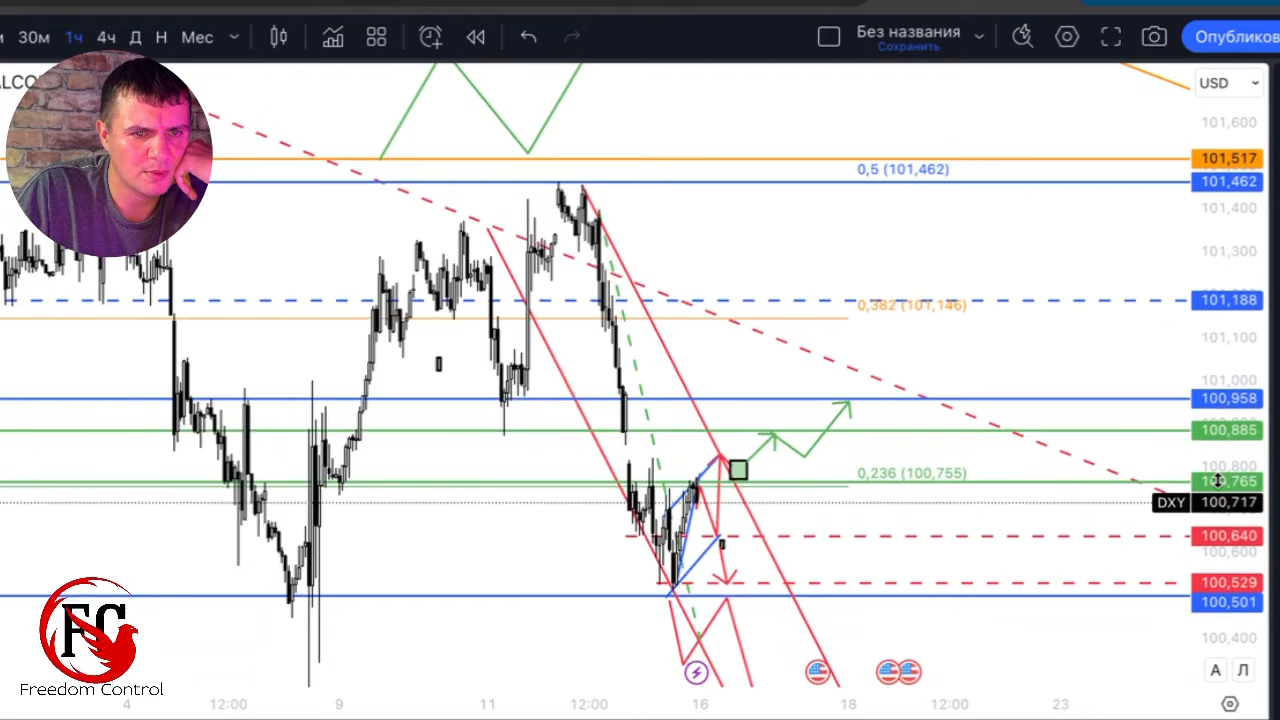 30м 1ч 4ч Д Н Мес
Без названия
Сохранить
Опубликов
USD
101,600
101,517
0,5 (101,462)
101,462
101,400
101,300
101,188
0,382 (101,146)
101,100
101,000
100,958
100,885
100,800
0,236 (100,755)
100,765
DXY 100,717
100,640
100,600
100,529
100,501
100,400
А Л
4 12:00 9 11 12:00 16 18 12:00 23
FC
Freedom Control